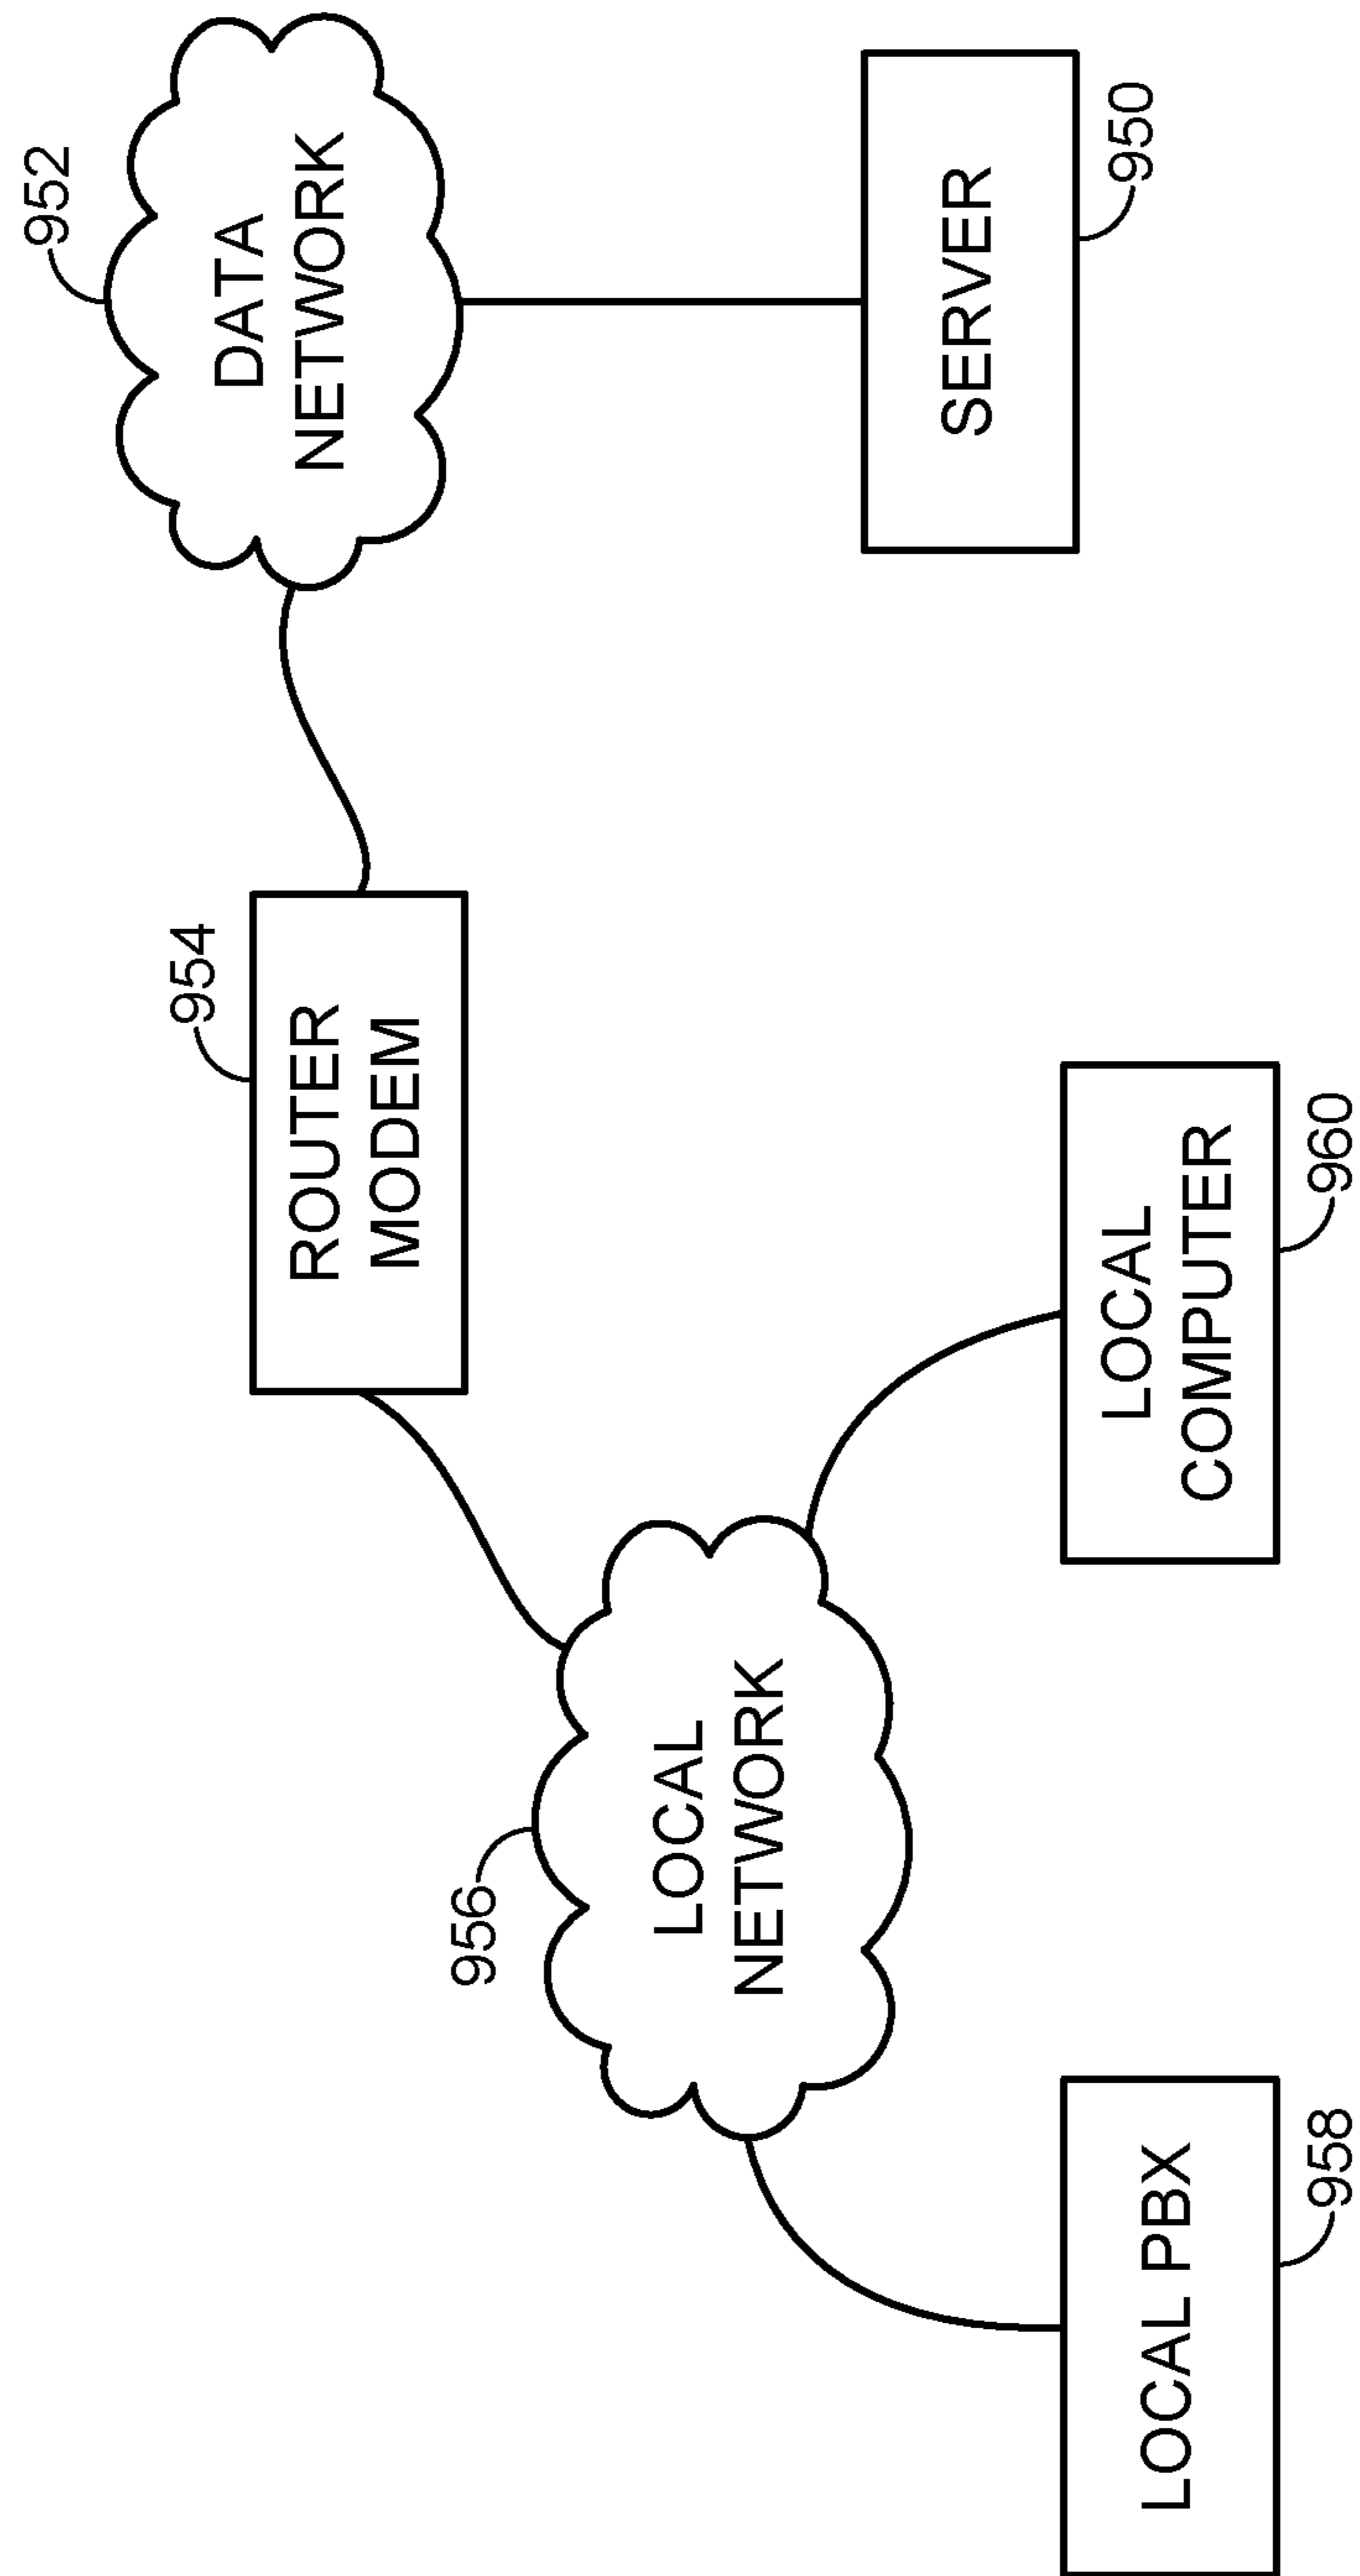 952
DATA
NETWORK
954
ROUTER
MODEM
SERVER
950
956
LOCAL
NETWORK
LOCAL
COMPUTER
960
LOCAL PBX
958